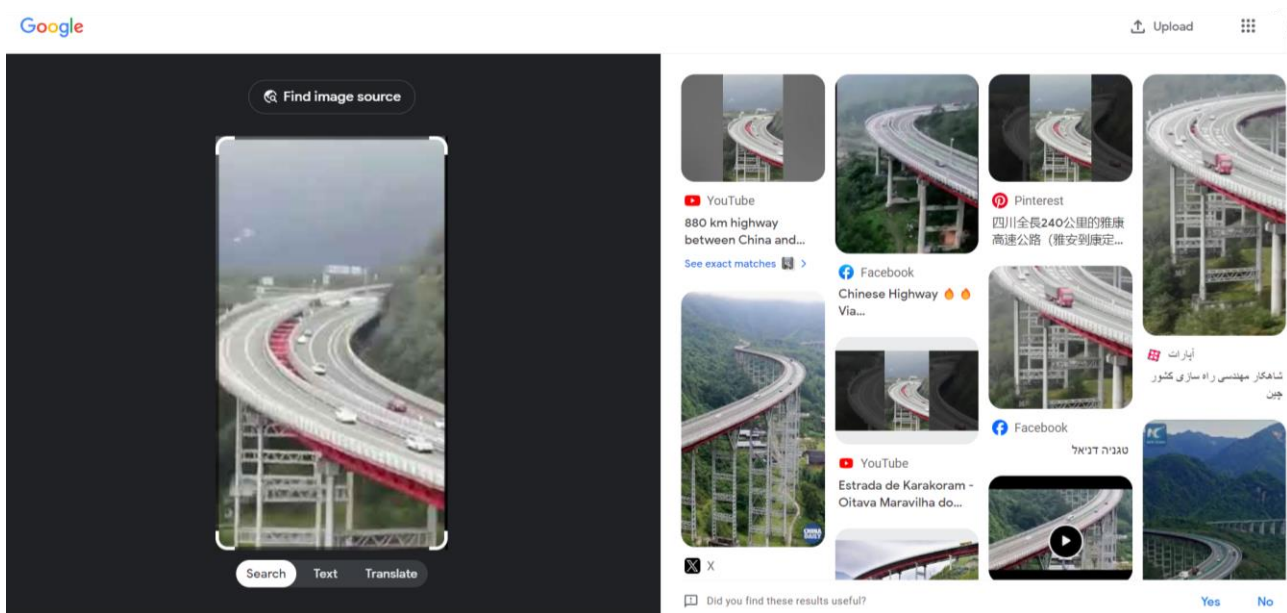 Google
Upload
Find image source
Search
Text
Translate
YouTube
880 km highway
between China and...
See exact matches
X
Facebook
Chinese Highway 🔥 🔥
Via...
YouTube
Estrada de Karakoram -
Oitava Maravilha do...
Pinterest
四川全長240公里的雅康
高速公路（雅安到康定...
Facebook
טגניה דניאל
آپارات
شاهکار مهندسی راه سازی کشور
چین
CHINA
DAILY
Did you find these results useful?
Yes
No